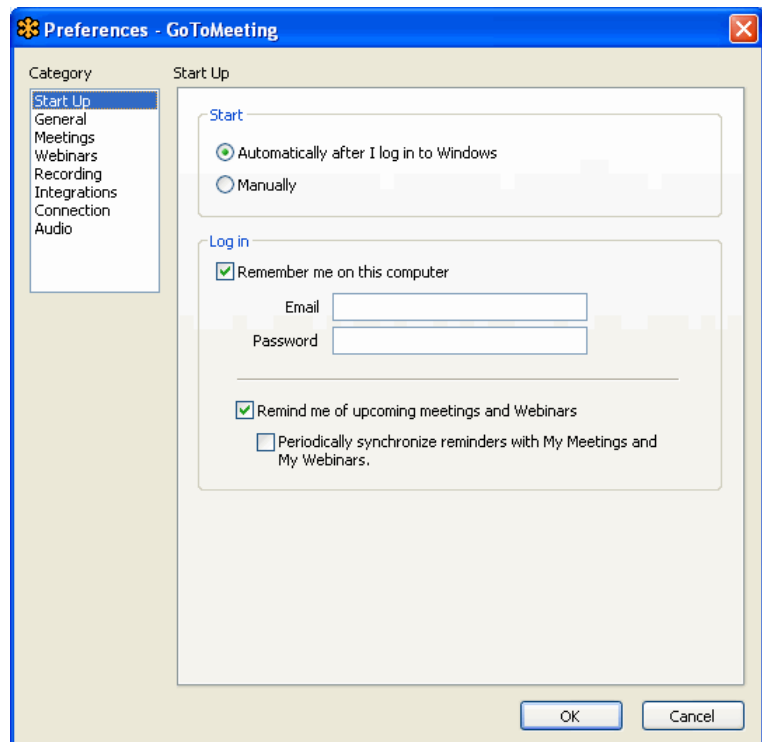 Preferences - GoToMeeting
Category
Start Up
Start Up
General
Meetings
Webinars
Recording
Integrations
Connection
Audio
Start
Automatically after I log in to Windows
Manually
Log in
Remember me on this computer
Email
Password
Remind me of upcoming meetings and Webinars
Periodically synchronize reminders with My Meetings and
My Webinars.
OK
Cancel